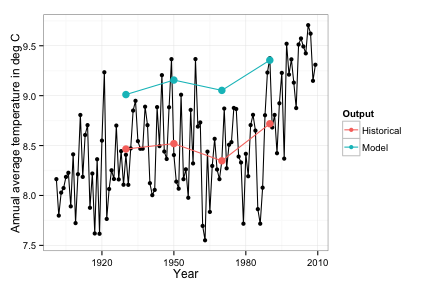 Annual average temperature in deg C
9.5
9.0
8.5
8.0
7.5
1920
1950
1980
2010
Year
Output
Historical
Model